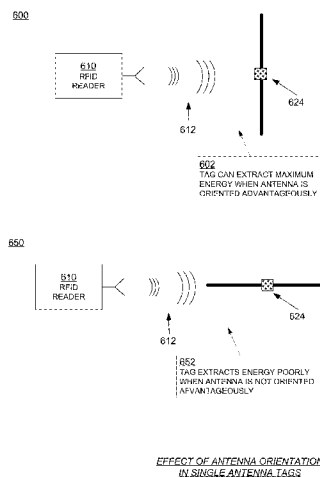 600
610
RFID
READER
612
624
602
TAG CAN EXTRACT MAXIMUM
ENERGY WHEN ANTENNA IS
ORIENTED ADVANTAGEOUSLY
650
610
RFID
READER
612
624
652
TAG EXTRACTS ENERGY POORLY
WHEN ANTENNA IS NOT ORIENTED
ADVANTAGEOUSLY
EFFECT OF ANTENNA ORIENTATION
IN SINGLE ANTENNA TAGS